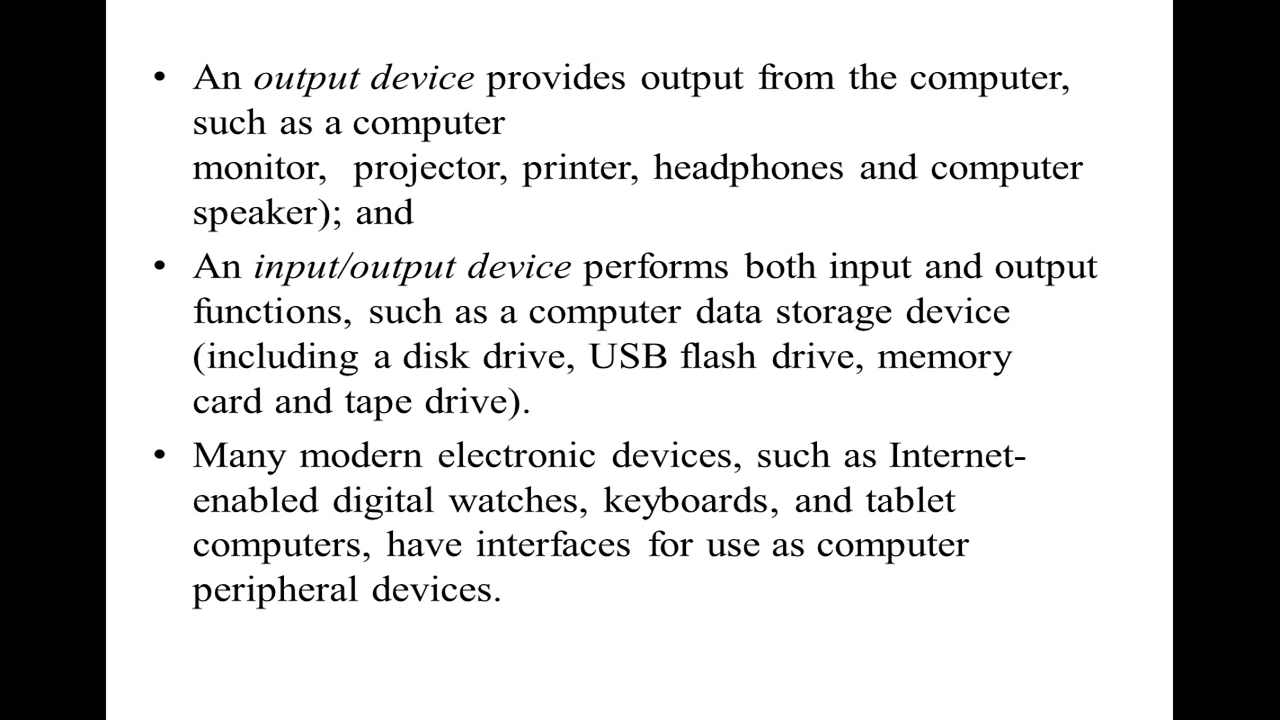 • An output device provides output from the computer,
such as a computer
monitor,  projector, printer, headphones and computer
speaker); and
• An input/output device performs both input and output
functions, such as a computer data storage device
(including a disk drive, USB flash drive, memory
card and tape drive).
• Many modern electronic devices, such as Internet-
enabled digital watches, keyboards, and tablet
computers, have interfaces for use as computer
peripheral devices.